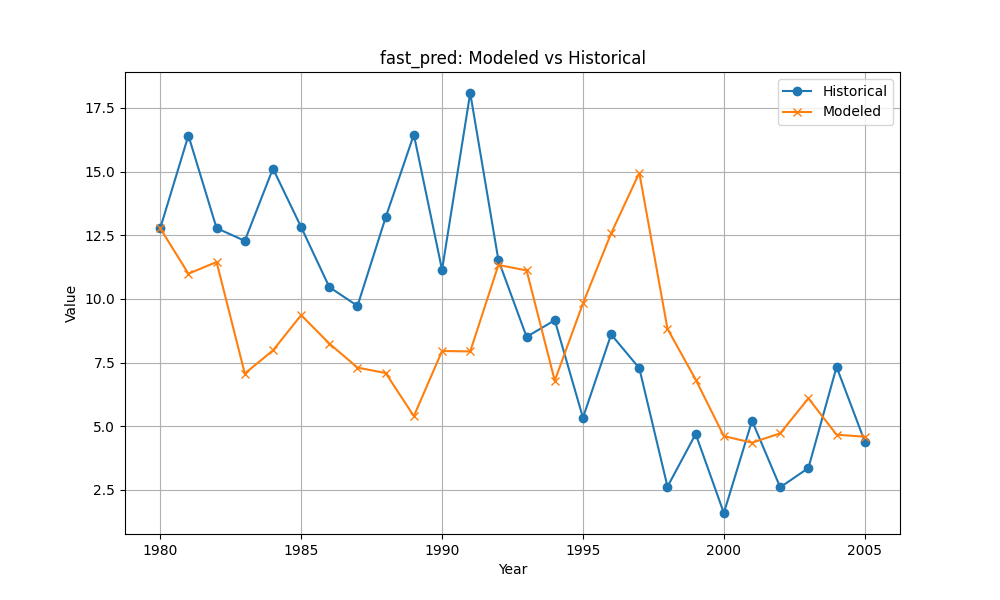 fast_pred: Modeled vs Historical
Historical
Modeled
17.5
15.0
12.5
10.0
7.5
5.0
2.5
Value
1980
1985
1990
1995
2000
2005
Year